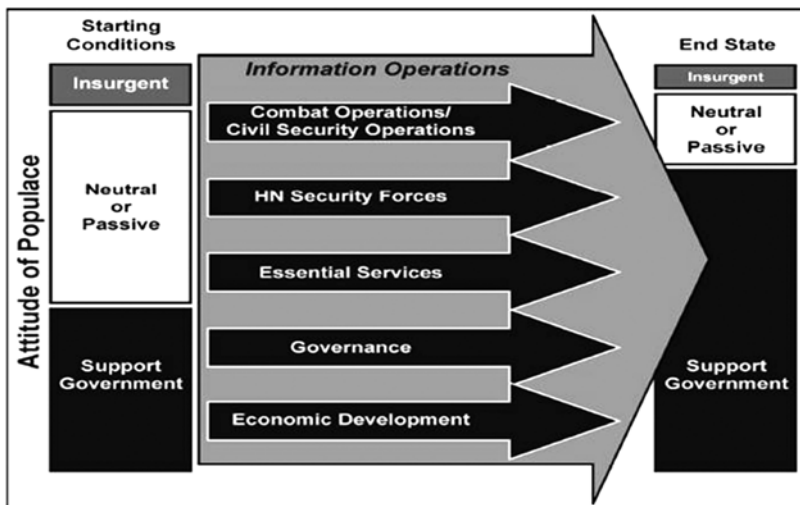 Starting
Conditions
Insurgent
Neutral
or
Passive
Support
Government
Attitude of Populace
Information Operations
Combat Operations/
Civil Security Operations
HN Security Forces
Essential Services
Governance
Economic Development
End State
Insurgent
Neutral
or
Passive
Support
Government